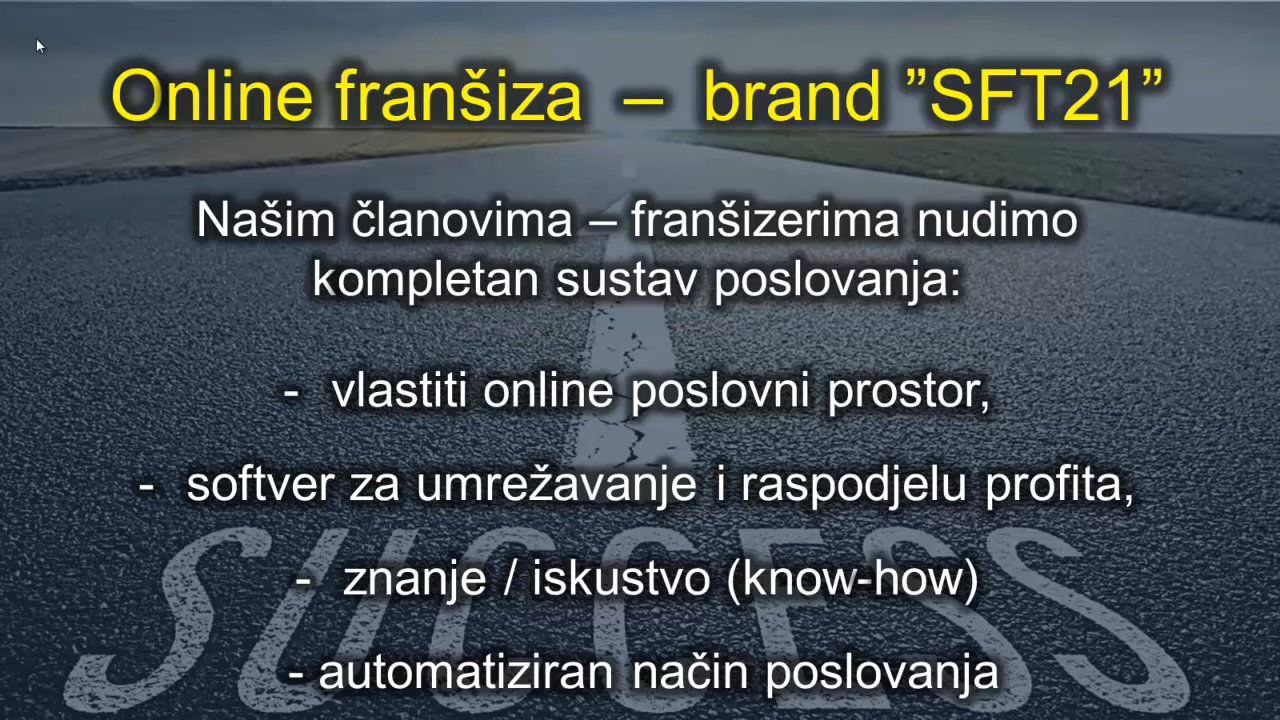 Online franšiza – brand ”SFT21”
Našim članovima – franšizerima nudimo
kompletan sustav poslovanja:
- vlastiti online poslovni prostor,
- softver za umrežavanje i raspodjelu profita,
- znanje / iskustvo (know-how)
- automatiziran način poslovanja
SUCCESS